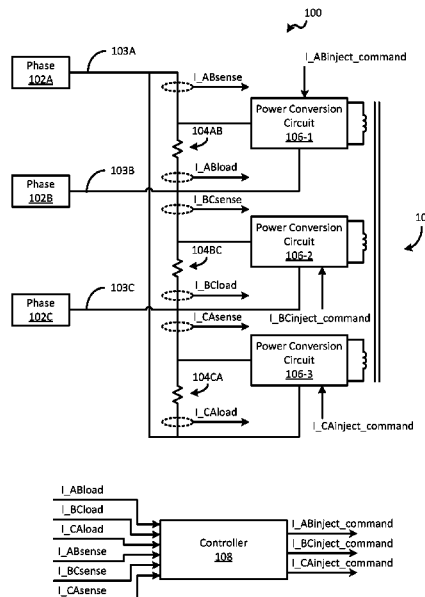 100
Phase
102A
103A
I_ABinject_command
I_ABsense
Power Conversion
Circuit
106-1
104AB
I_ABload
Phase
102B
103B
I_BCsense
Power Conversion
Circuit
106-2
104BC
I_BCload
Phase
102C
103C
I_BCinject_command
I_CAsense
Power Conversion
Circuit
106-3
104CA
I_CAload
I_CAinject_command
I_ABload
I_BCload
I_CAload
I_ABsense
I_BCsense
I_CAsense
Controller
108
I_ABinject_command
I_BCinject_command
I_CAinject_command